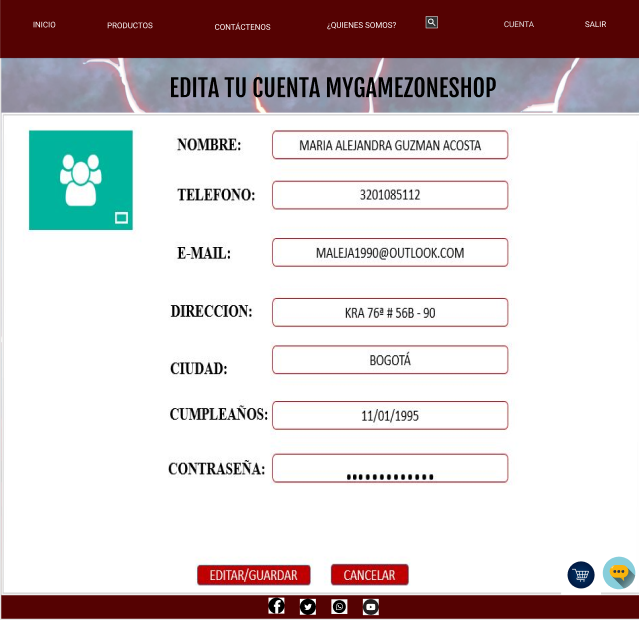 INICIO
PRODUCTOS
CONTÁCTENOS
¿QUIENES SOMOS?
CUENTA
SALIR
EDITA TU CUENTA MYGAMEZONESHOP
NOMBRE:
MARIA ALEJANDRA GUZMAN ACOSTA
TELEFONO:
3201085112
E-MAIL:
MALEJA1990@OUTLOOK.COM
DIRECCION:
KRA 76ª # 56B - 90
CIUDAD:
BOGOTÁ
CUMPLEAÑOS:
11/01/1995
CONTRASEÑA:
EDITAR/GUARDAR
CANCELAR